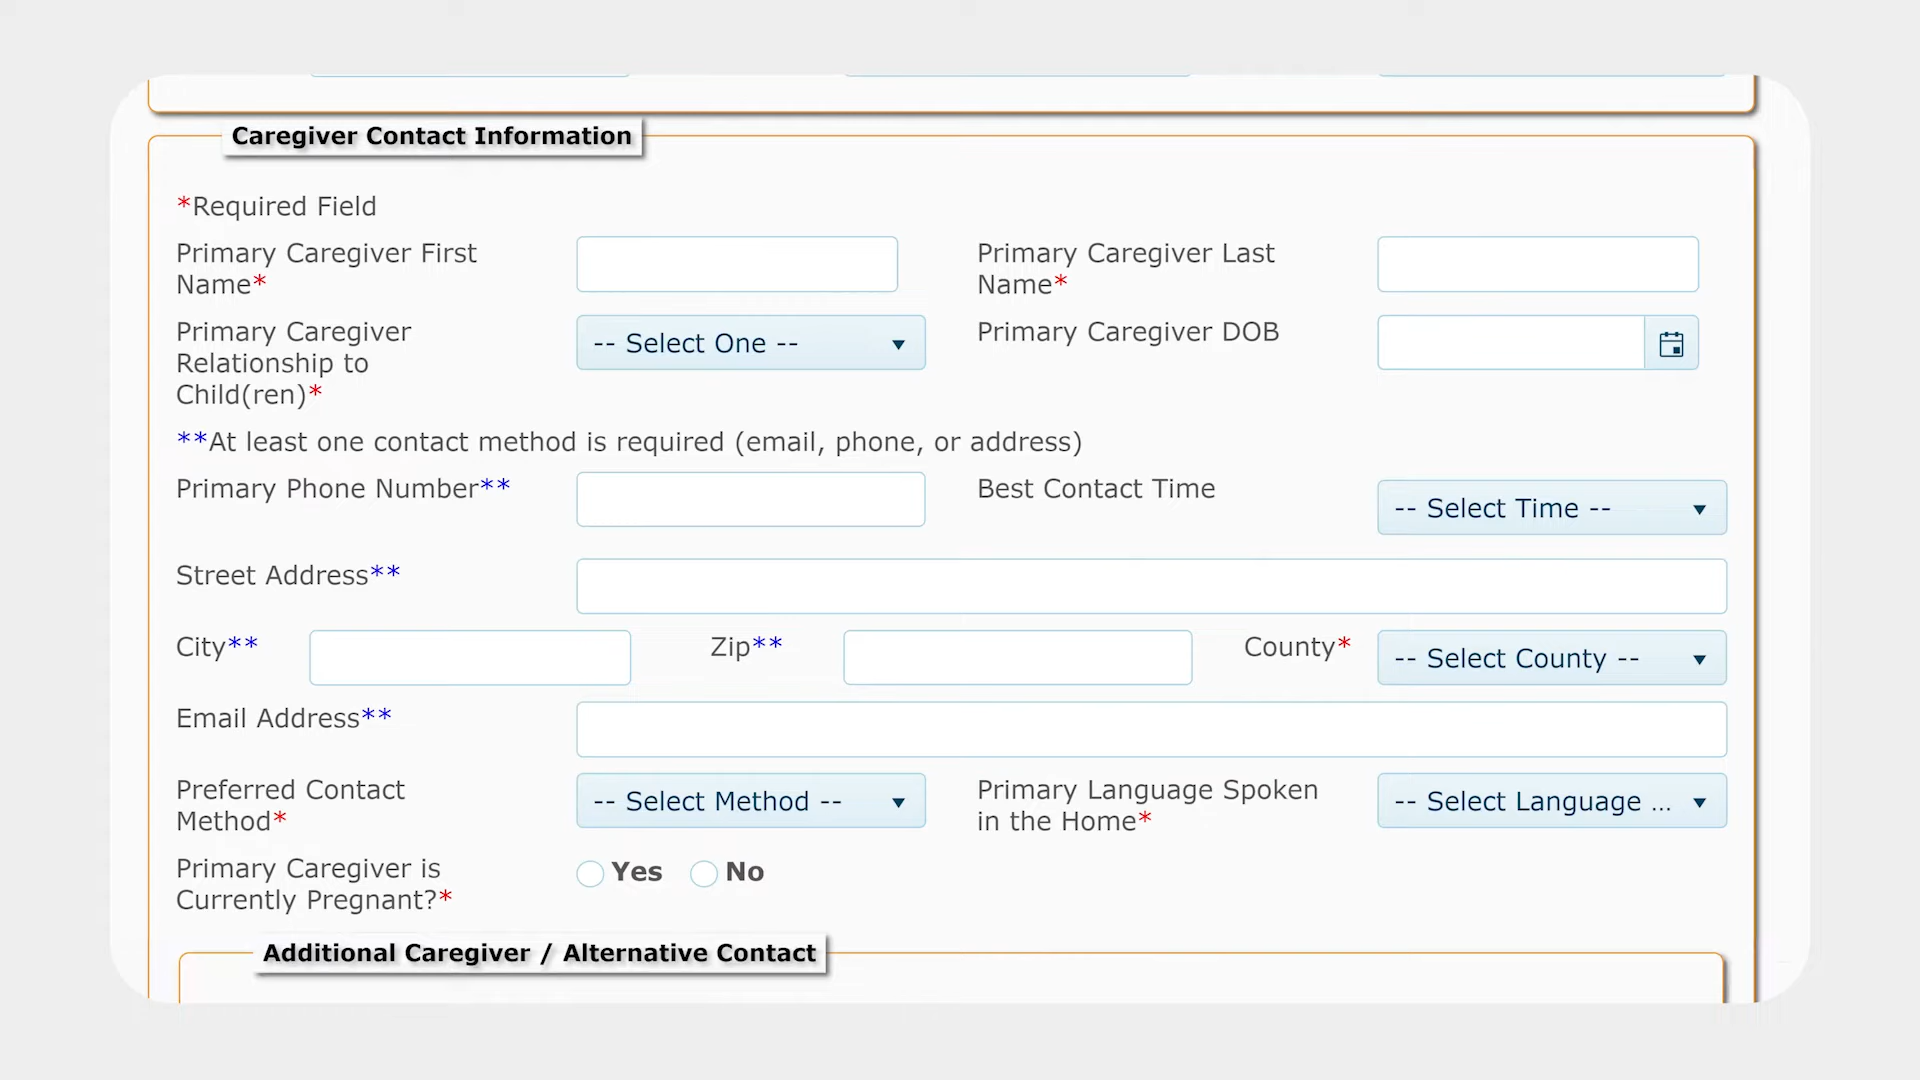 Caregiver Contact Information
*Required Field
Primary Caregiver First
Name*
Primary Caregiver Last
Name*
Primary Caregiver
Relationship to
Child(ren)*
-- Select One --
Primary Caregiver DOB
**At least one contact method is required (email, phone, or address)
Primary Phone Number**
Best Contact Time
-- Select Time --
Street Address**
City**
Zip**
County*
-- Select County --
Email Address**
Preferred Contact
Method*
-- Select Method --
Primary Language Spoken
in the Home*
-- Select Language ...
Primary Caregiver is
Currently Pregnant?*
Yes
No
Additional Caregiver / Alternative Contact